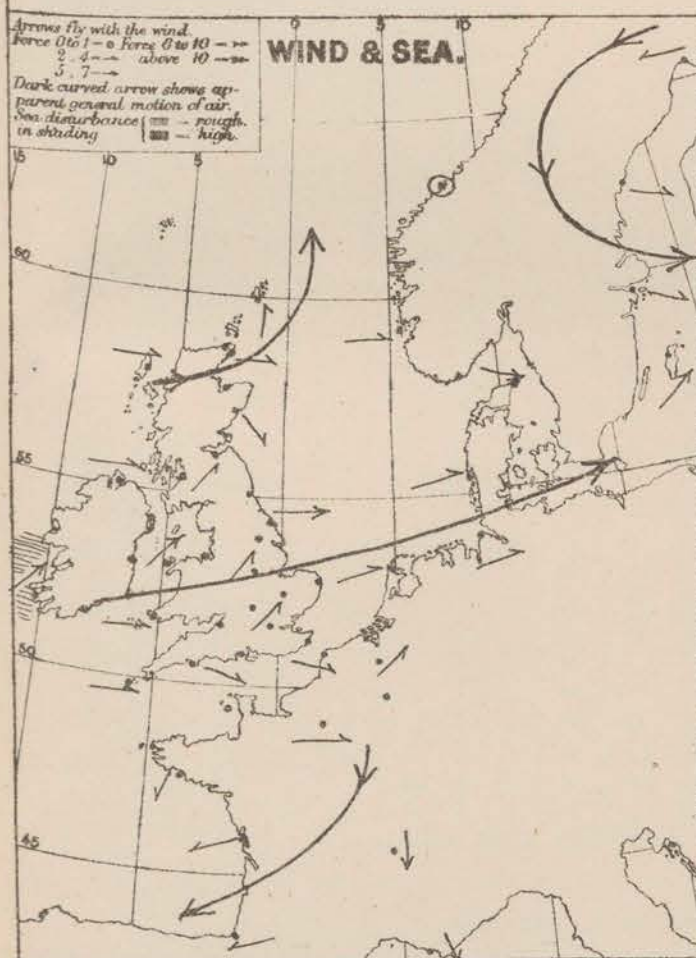 Arrows fly with the wind.
Force 0 to 1 – Force 8 to 10 –
2 . 4 – above 10 –
5 . 7 –
Dark curved arrow shows ap-
parent general motion of air.
Sea disturbance – rough.
in shading – high.
WIND & SEA.
0 10
15 10 5
60
55
50
45